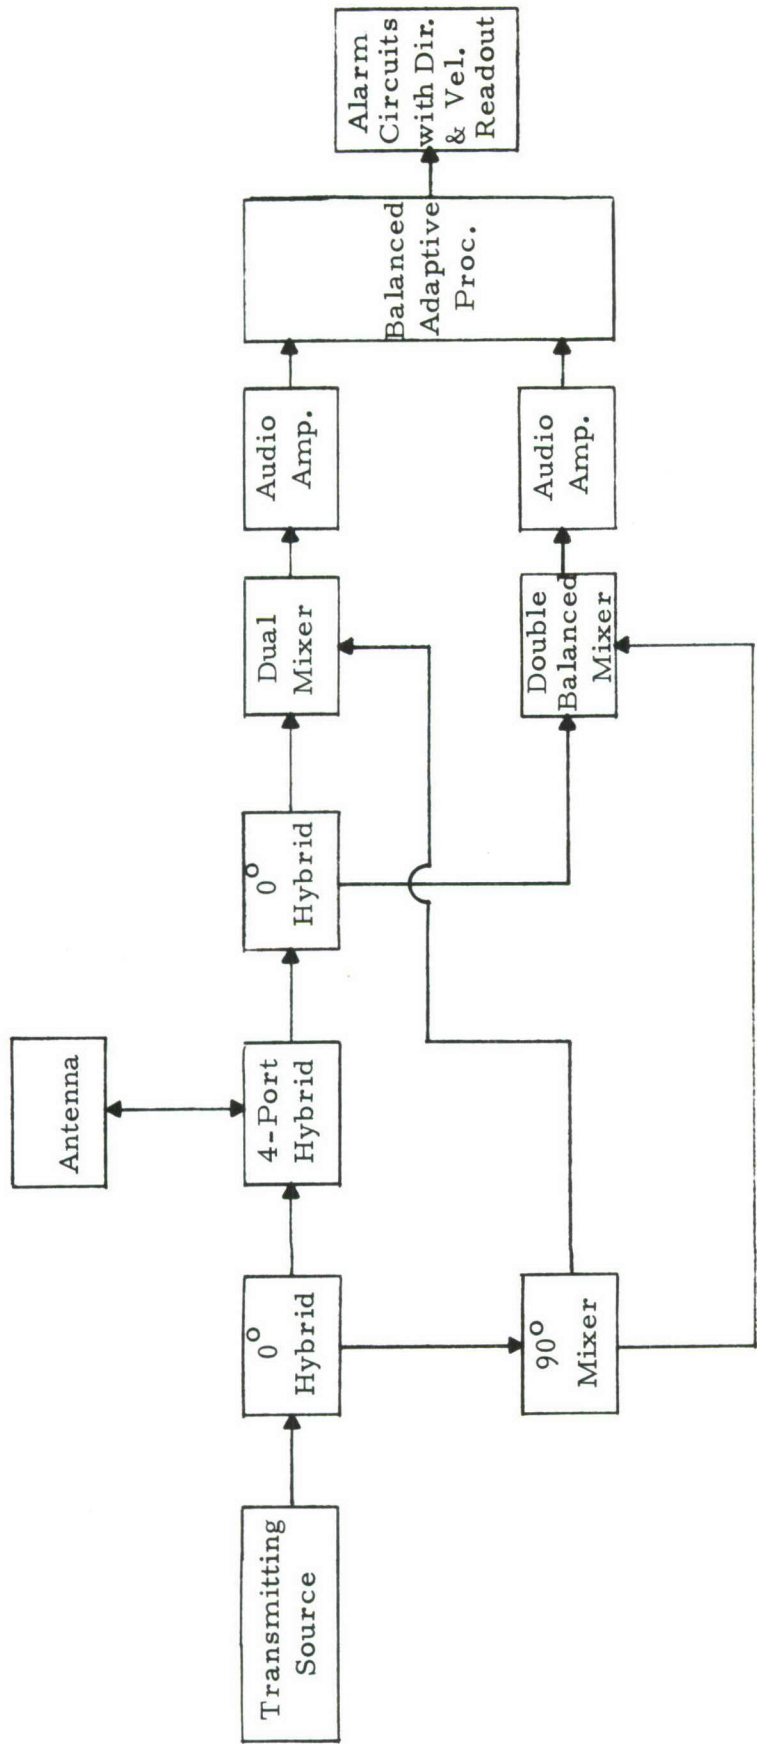 Antenna
Transmitting
Source
0°
Hybrid
4-Port
Hybrid
0°
Hybrid
Dual
Mixer
Audio
Amp.
Balanced
Adaptive
Proc.
Alarm
Circuits
with Dir.
& Vel.
Readout
90°
Mixer
Double
Balanced
Mixer
Audio
Amp.